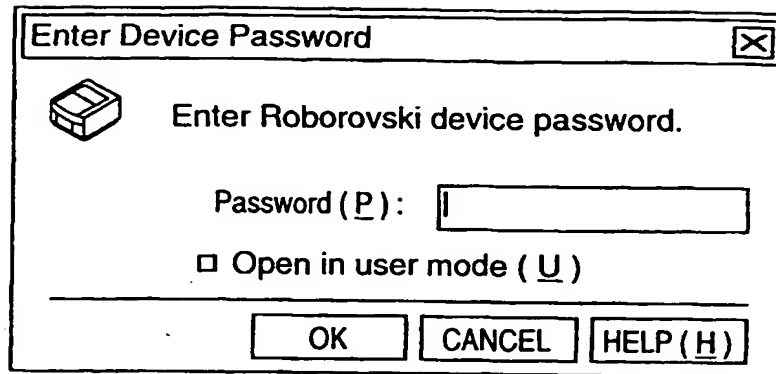 Enter Device Password
Enter Roborovski device password.
Password ( P ) :
Open in user mode ( U )
OK CANCEL HELP ( H )